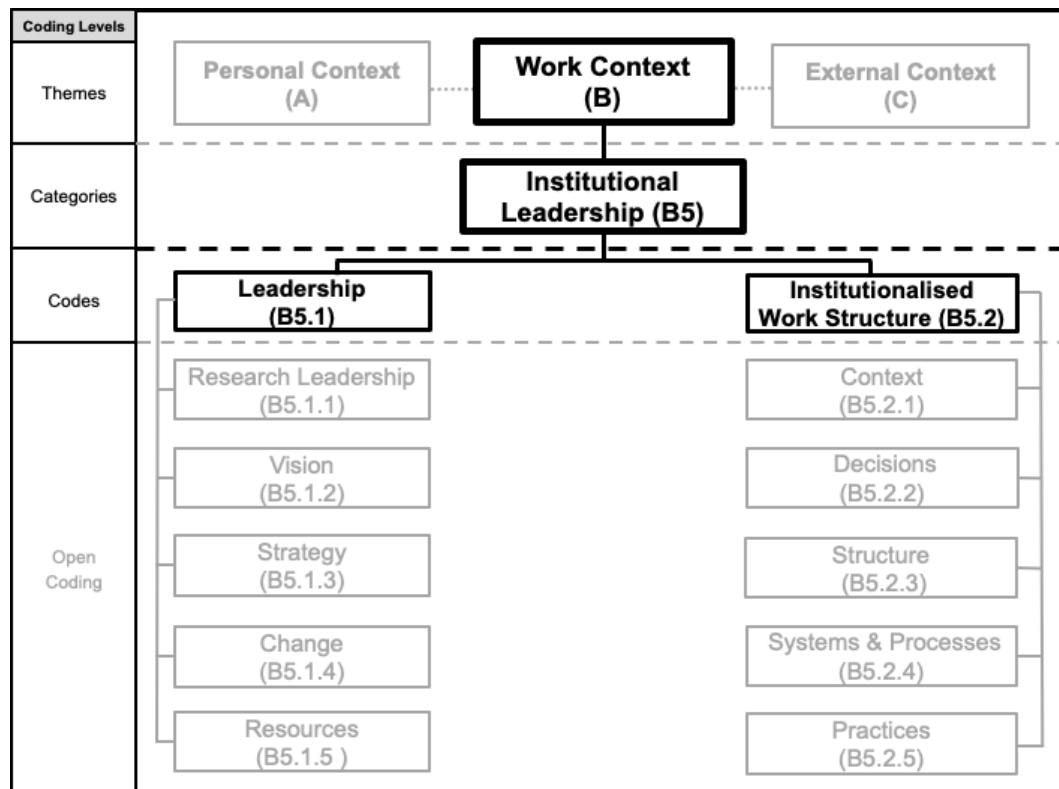 Coding Levels
Themes
Personal Context
(A)
Work Context
(B)
External Context
(C)
Categories
Institutional
Leadership (B5)
Codes
Leadership
(B5.1)
Institutionalised
Work Structure (B5.2)
Open
Coding
Research Leadership
(B5.1.1)
Vision
(B5.1.2)
Strategy
(B5.1.3)
Change
(B5.1.4)
Resources
(B5.1.5 )
Context
(B5.2.1)
Decisions
(B5.2.2)
Structure
(B5.2.3)
Systems & Processes
(B5.2.4)
Practices
(B5.2.5)